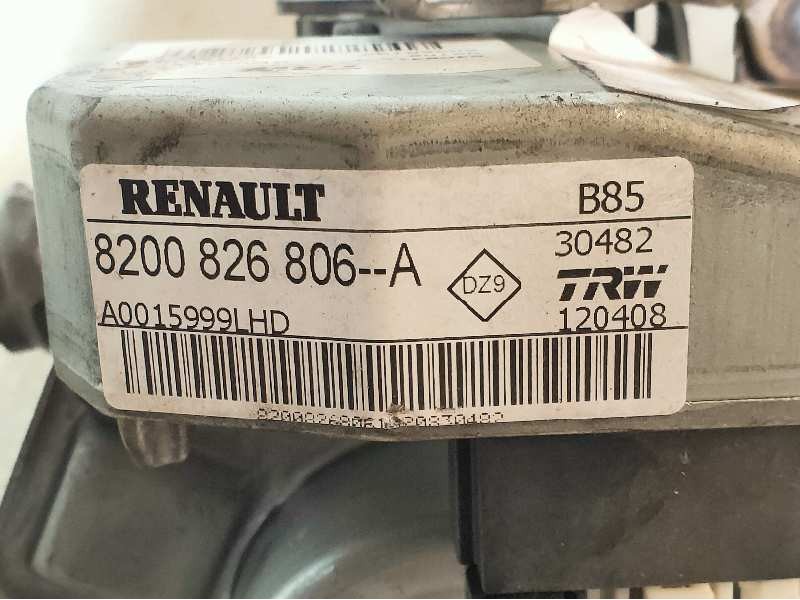 RENAULT B85
8200 826 806--A DZ9 30482
TRW
A0015999LHD 120408